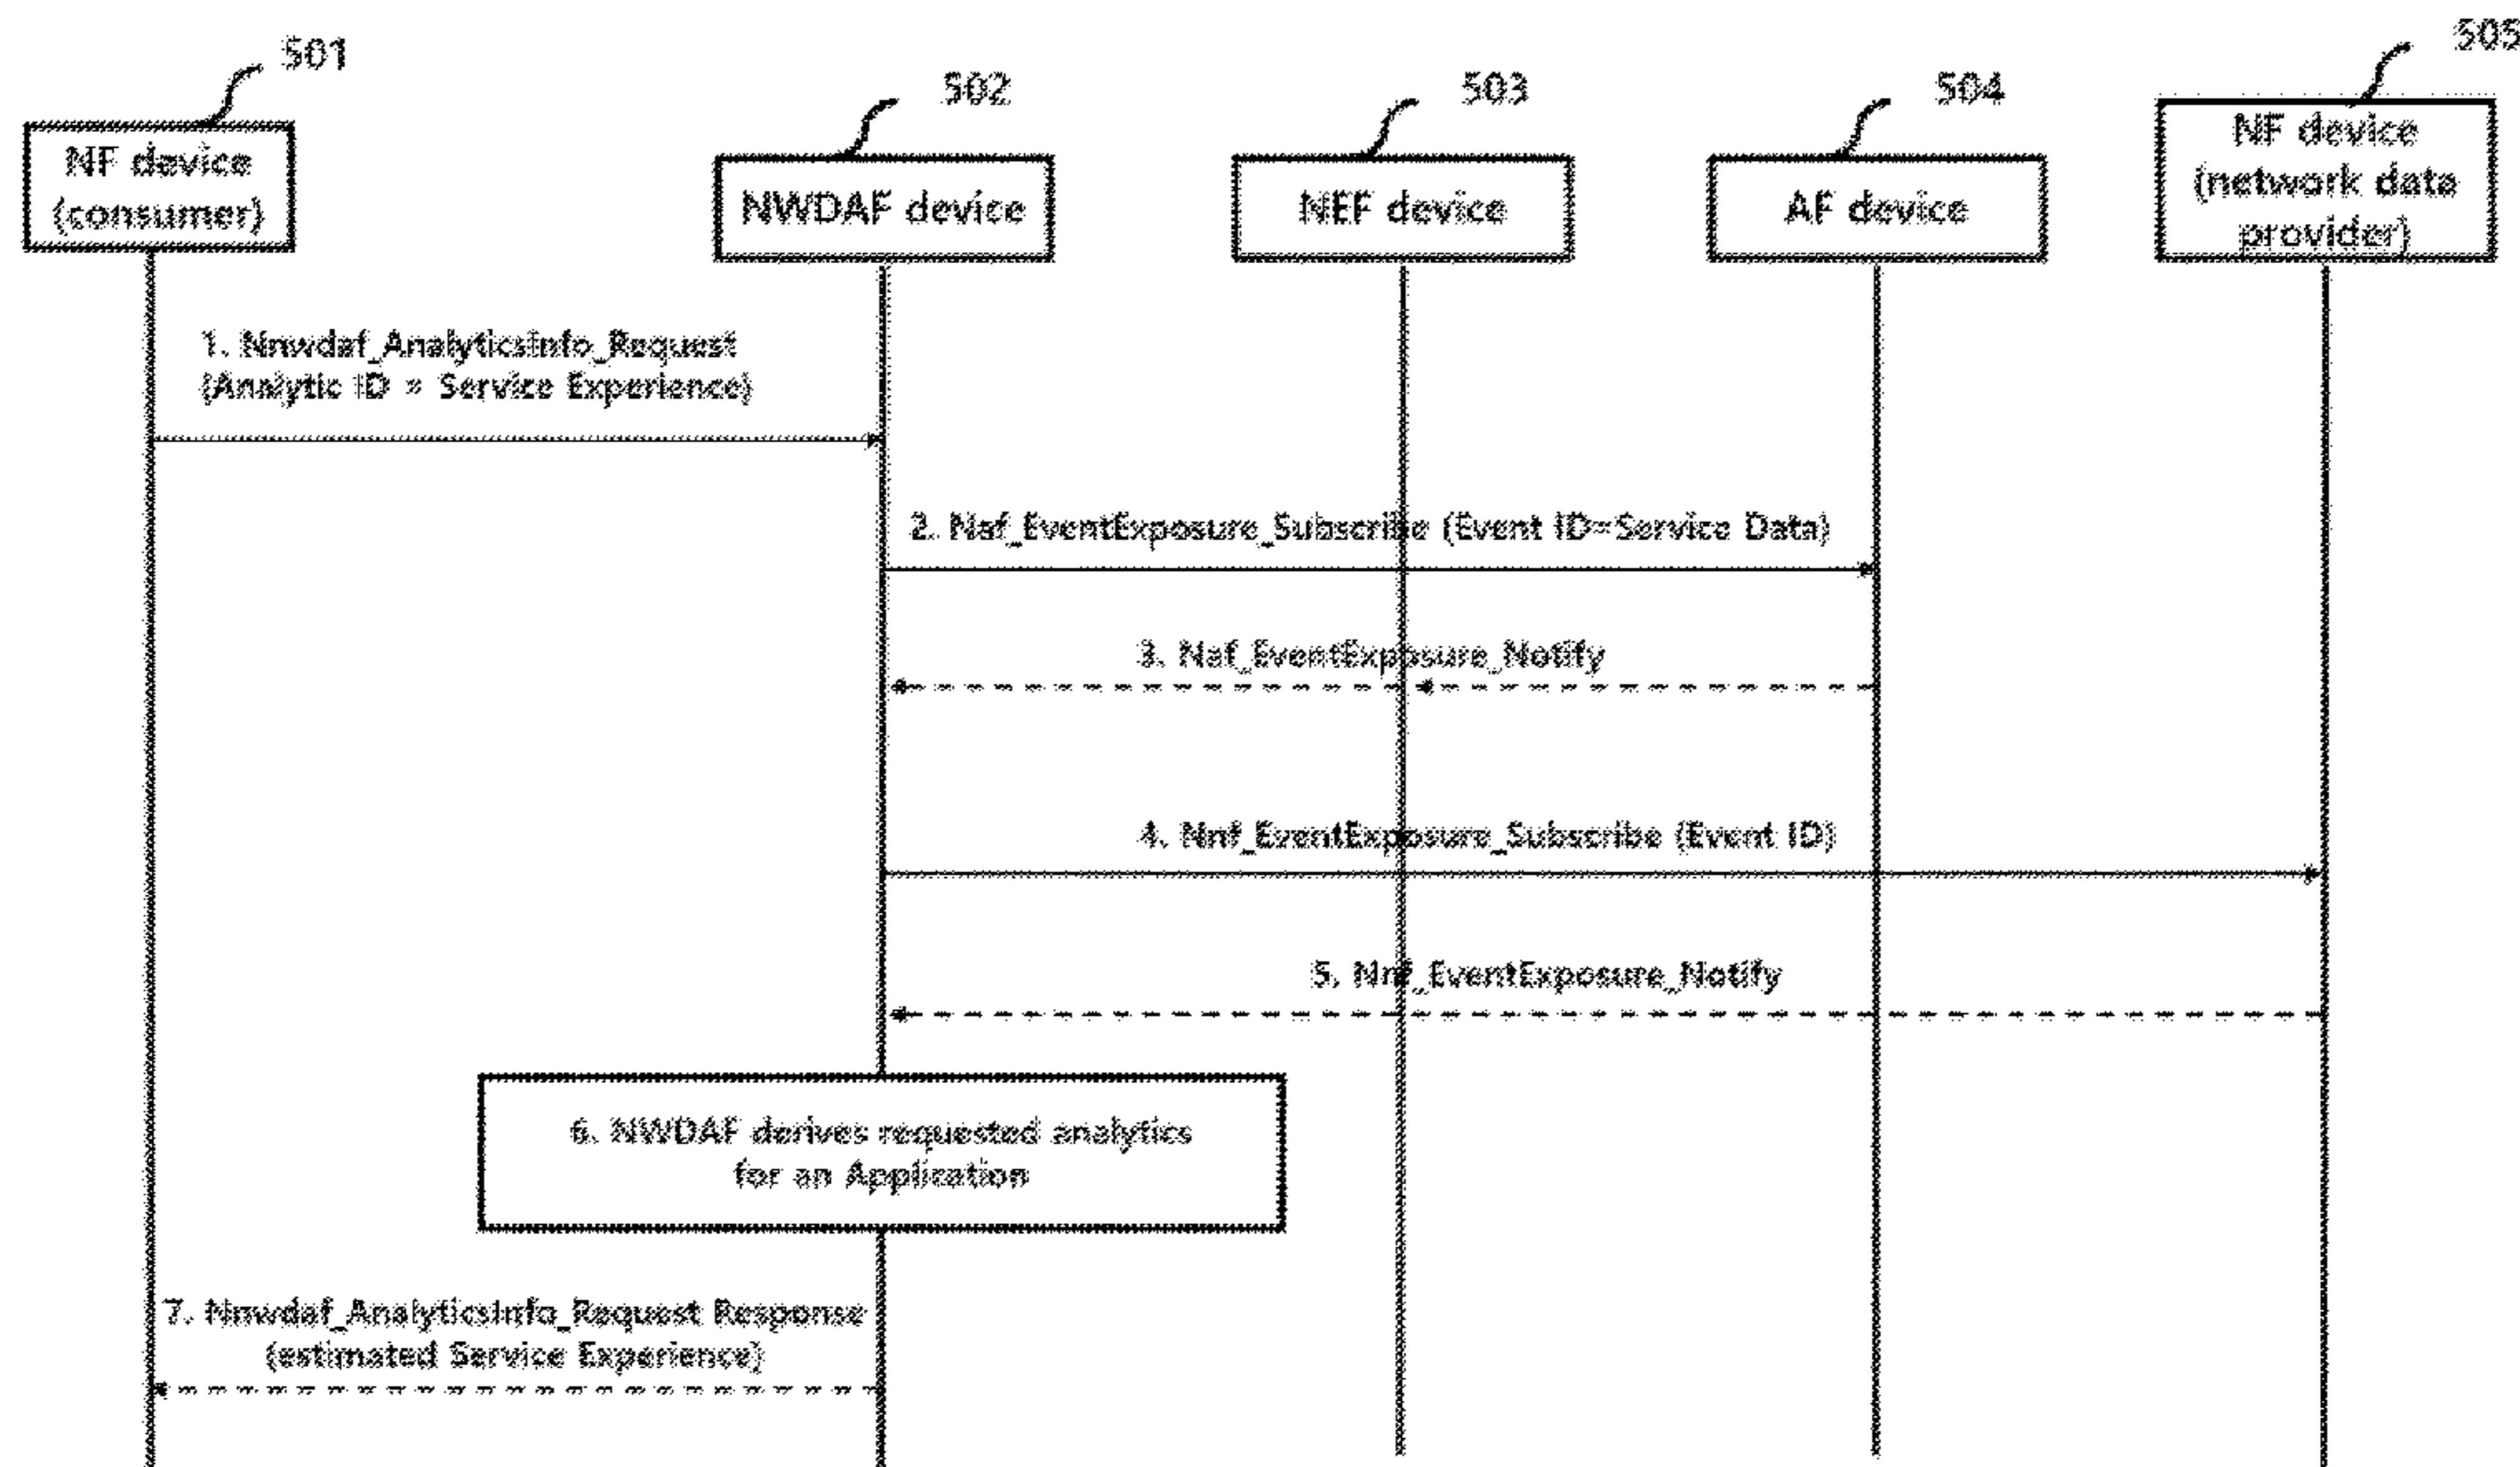 501
502
503
504
505
NF device
(consumer)
NWDAF device
NEF device
AF device
NF device
(network data
provider)
1. Nnwdaf_AnalyticsInfo_Request
(Analytic ID = Service Experience)
2. Naf_EventExposure_Subscribe (Event ID=Service Data)
3. Naf_EventExposure_Notify
4. Nnf_EventExposure_Subscribe (Event ID)
5. Nnf_EventExposure_Notify
6. NWDAF derives requested analytics
for an Application
7. Nnwdaf_AnalyticsInfo_Request Response
(estimated Service Experience)